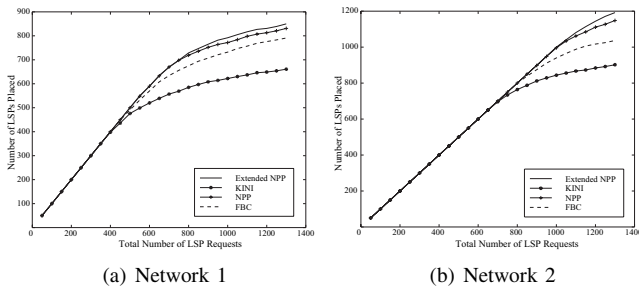 900
800
700
600
500
400
300
200
100
Number of LSPs Placed
Extended NPP
KINI
NPP
FBC
0 200 400 600 800 1000 1200 1400
Total Number of LSP Requests
(a) Network 1
1200
1000
800
600
400
200
Number of LSPs Placed
Extended NPP
KINI
NPP
FBC
0 200 400 600 800 1000 1200 1400
Total Number of LSP Requests
(b) Network 2